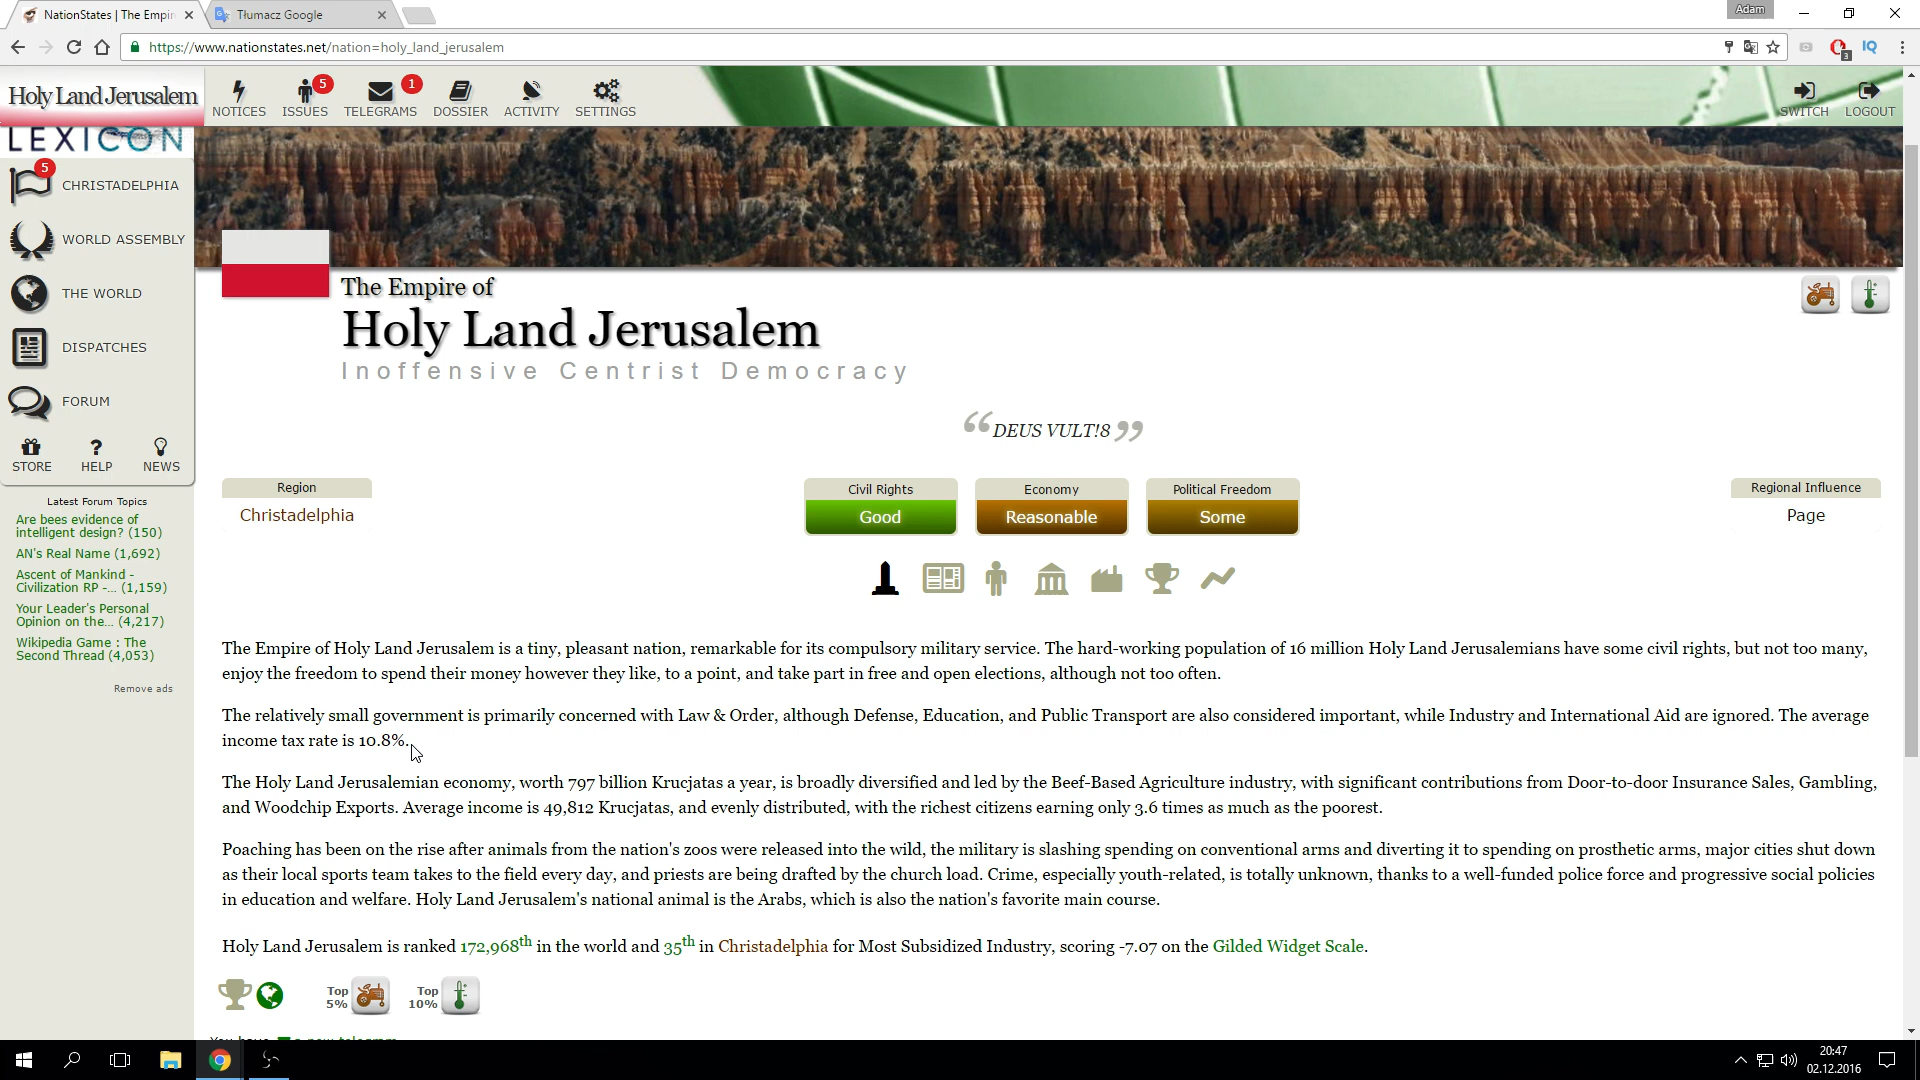 NationStates | The Empir
Tłumacz Google
Adam
https://www.nationstates.net/nation=holy_land_jerusalem
3
IQ
Holy Land Jerusalem
NOTICES
5
ISSUES
1
TELEGRAMS
DOSSIER
ACTIVITY
SETTINGS
SWITCH
LOGOUT
LEXICON
5
CHRISTADELPHIA
WORLD ASSEMBLY
THE WORLD
DISPATCHES
FORUM
STORE
HELP
NEWS
Latest Forum Topics
Are bees evidence of
intelligent design? (150)
AN's Real Name (1,692)
Ascent of Mankind -
Civilization RP -... (1,159)
Your Leader's Personal
Opinion on the... (4,217)
Wikipedia Game : The
Second Thread (4,053)
Remove ads
The Empire of
Holy Land Jerusalem
Inoffensive Centrist Democracy
“DEUS VULT!8”
Region
Christadelphia
Civil Rights
Good
Economy
Reasonable
Political Freedom
Some
Regional Influence
Page
The Empire of Holy Land Jerusalem is a tiny, pleasant nation, remarkable for its compulsory military service. The hard-working population of 16 million Holy Land Jerusalemians have some civil rights, but not too many,
enjoy the freedom to spend their money however they like, to a point, and take part in free and open elections, although not too often.
The relatively small government is primarily concerned with Law & Order, although Defense, Education, and Public Transport are also considered important, while Industry and International Aid are ignored. The average
income tax rate is 10.8%.
The Holy Land Jerusalemian economy, worth 797 billion Krucjatas a year, is broadly diversified and led by the Beef-Based Agriculture industry, with significant contributions from Door-to-door Insurance Sales, Gambling,
and Woodchip Exports. Average income is 49,812 Krucjatas, and evenly distributed, with the richest citizens earning only 3.6 times as much as the poorest.
Poaching has been on the rise after animals from the nation's zoos were released into the wild, the military is slashing spending on conventional arms and diverting it to spending on prosthetic arms, major cities shut down
as their local sports team takes to the field every day, and priests are being drafted by the church load. Crime, especially youth-related, is totally unknown, thanks to a well-funded police force and progressive social policies
in education and welfare. Holy Land Jerusalem's national animal is the Arabs, which is also the nation's favorite main course.
Holy Land Jerusalem is ranked 172,968th in the world and 35th in Christadelphia for Most Subsidized Industry, scoring -7.07 on the Gilded Widget Scale.
Top
5%
Top
10%
20:47
02.12.2016